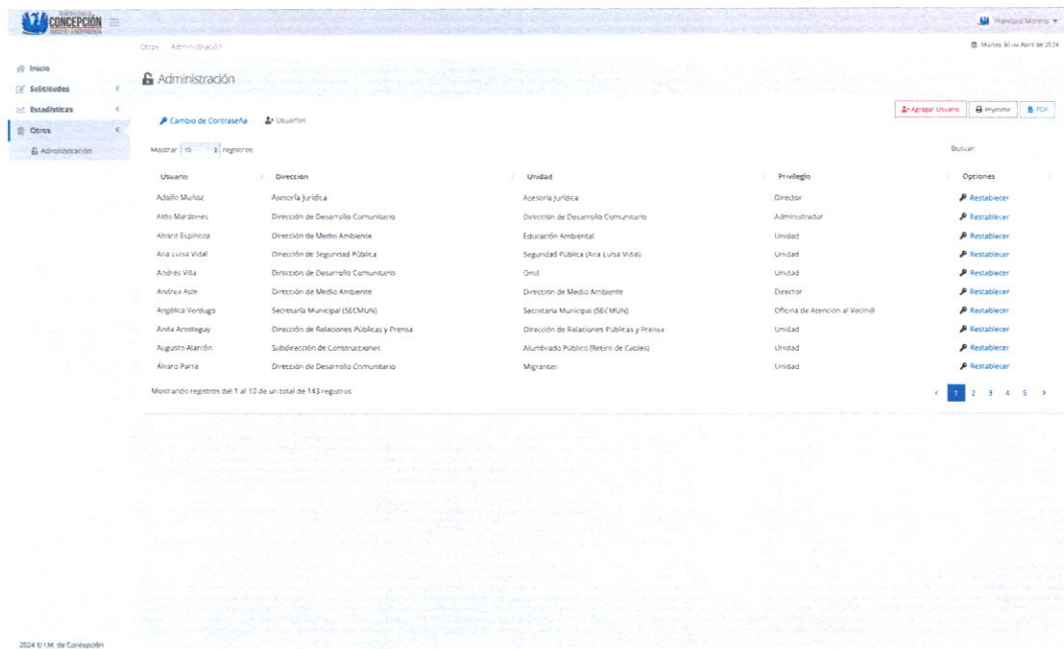 CONCEPCIÓN
Francisco Moreno
Otros Administración
Martes 30 de Abril de 2024
Inicio
Solicitudes
Estadísticas
Otros
Administración
Administración
Agregar Usuario Imprimir PDF
Cambio de Contraseña Usuarios
Mostrar 10 registros
Buscar:
Usuario Dirección Unidad Privilegio Opciones
Adolfo Muñoz Asesoría Jurídica Asesoría Jurídica Director Restablecer
Aldo Mardones Dirección de Desarrollo Comunitario Dirección de Desarrollo Comunitario Administrador Restablecer
Alvaro Espinoza Dirección de Medio Ambiente Educación Ambiental Unidad Restablecer
Ana Luisa Vidal Dirección de Seguridad Pública Seguridad Pública (Ana Luisa Vidal) Unidad Restablecer
Andrés Villa Dirección de Desarrollo Comunitario Omil Unidad Restablecer
Andrea Aste Dirección de Medio Ambiente Dirección de Medio Ambiente Director Restablecer
Angélica Verdugo Secretaría Municipal (SECMUN) Secretaría Municipal (SECMUN) Oficina de Atención al Vecin@ Restablecer
Anita Aristeguy Dirección de Relaciones Públicas y Prensa Dirección de Relaciones Públicas y Prensa Unidad Restablecer
Augusto Alarcón Subdirección de Construcciones Alumbrado Público (Retiro de Cables) Unidad Restablecer
Álvaro Parra Dirección de Desarrollo Comunitario Migrantes Unidad Restablecer
Mostrando registros del 1 al 10 de un total de 143 registros
1 2 3 4 5
2024 © I.M. de Concepción